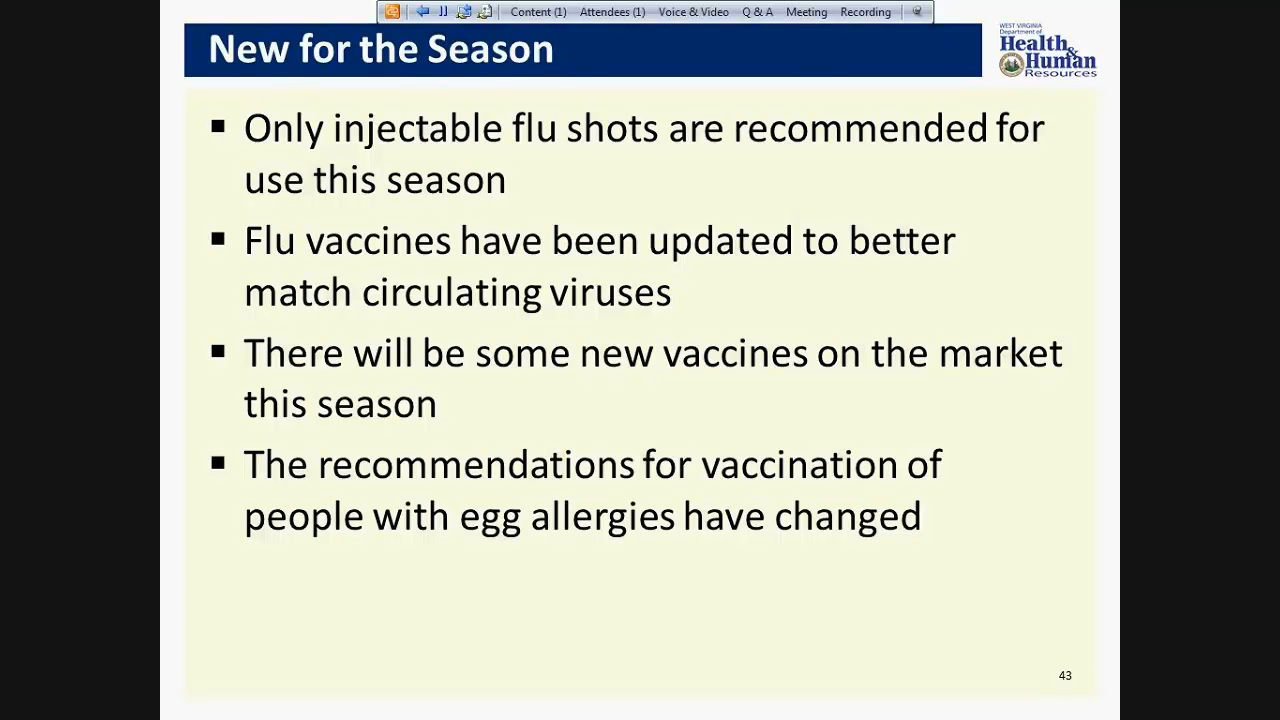 Content (1) Attendees (1) Voice & Video Q & A Meeting Recording
New for the Season
WEST VIRGINIA
Department of
Health &
Human
Resources
▪ Only injectable flu shots are recommended for
use this season
▪ Flu vaccines have been updated to better
match circulating viruses
▪ There will be some new vaccines on the market
this season
▪ The recommendations for vaccination of
people with egg allergies have changed
43